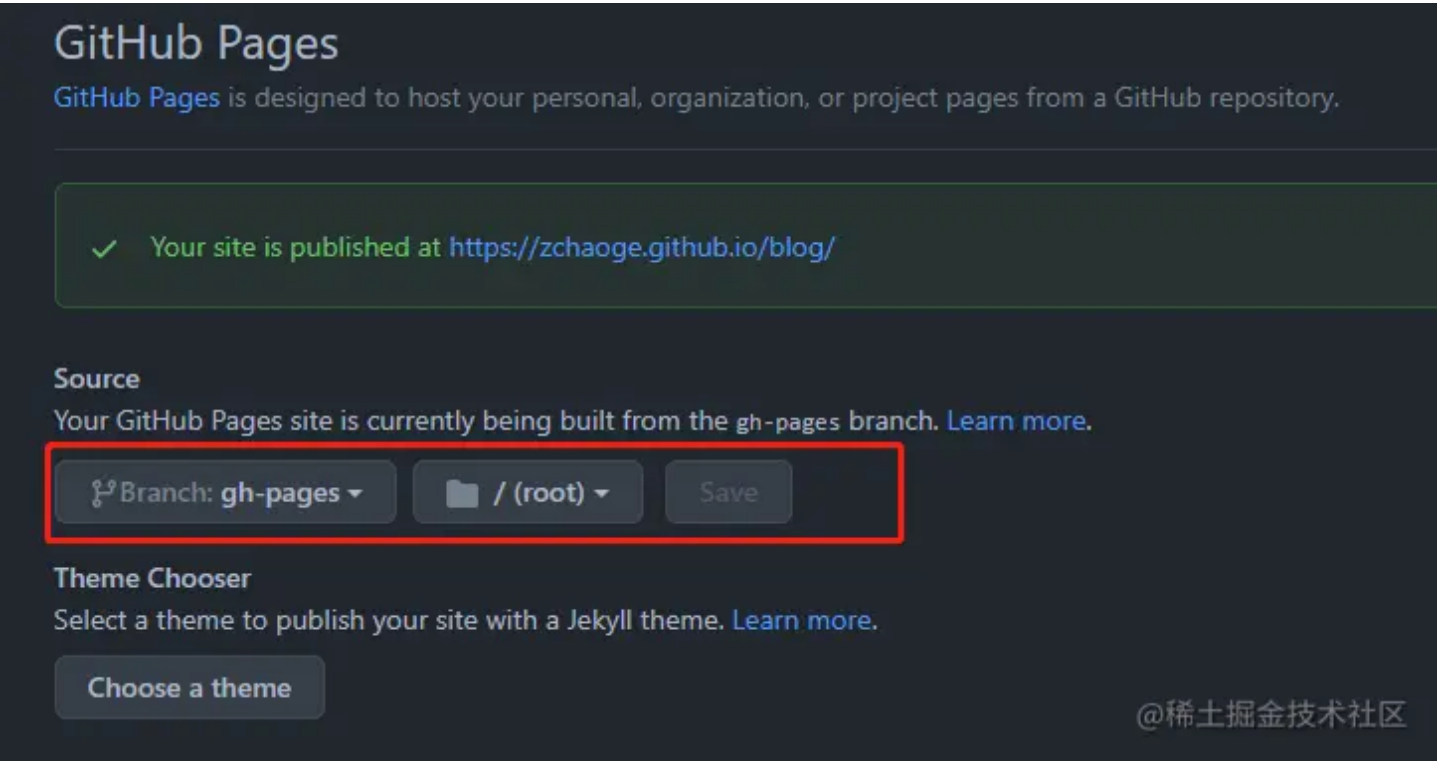 GitHub Pages
GitHub Pages is designed to host your personal, organization, or project pages from a GitHub repository.
Your site is published at https://zchaoge.github.io/blog/
Source
Your GitHub Pages site is currently being built from the gh-pages branch. Learn more.
Branch: gh-pages / (root) Save
Theme Chooser
Select a theme to publish your site with a Jekyll theme. Learn more.
Choose a theme
@稀土掘金技术社区